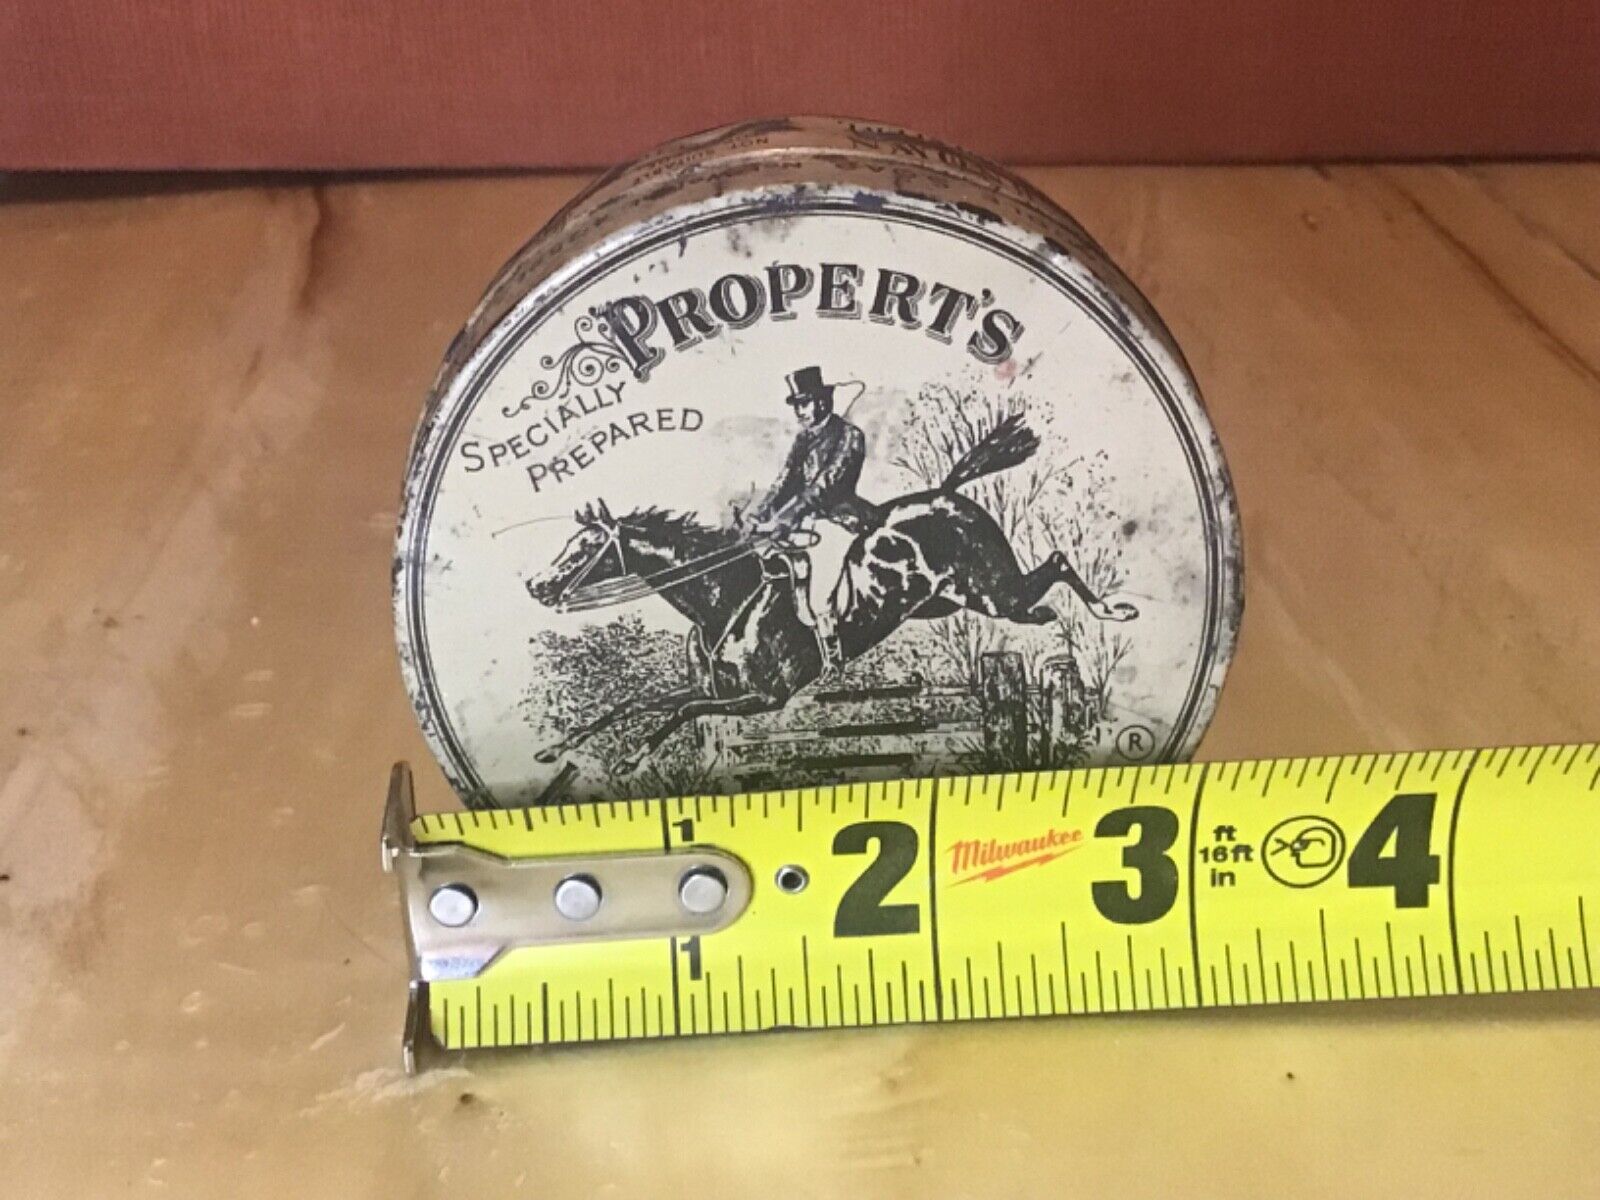 PROPERT'S
SPECIALLY
PREPARED
®
1
2
Milwaukee
3
ft
16ft
in
4
1